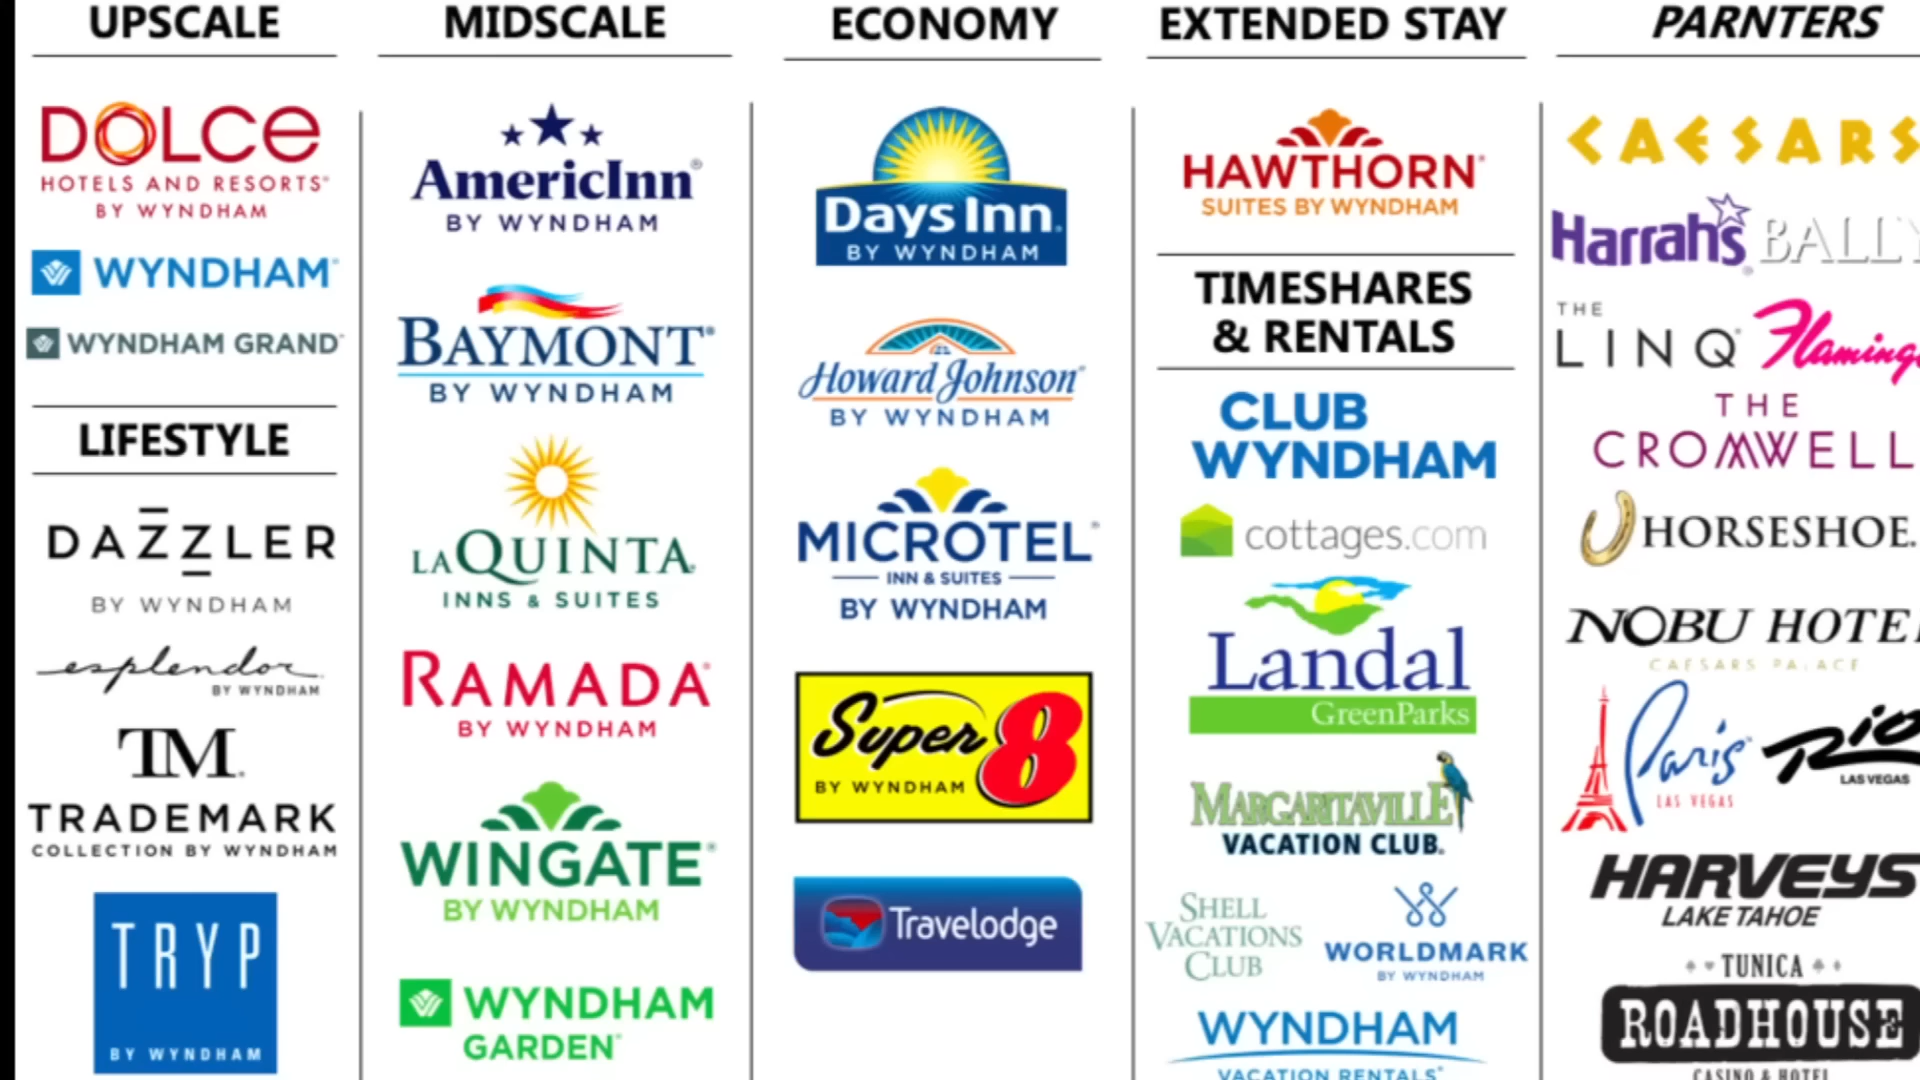 UPSCALE
DOLCE
HOTELS AND RESORTS®
BY WYNDHAM
WYNDHAM®
WYNDHAM GRAND
LIFESTYLE
DAZZLER
BY WYNDHAM
esplendor
BY WYNDHAM
TM
TRADEMARK
COLLECTION BY WYNDHAM
TRYP
BY WYNDHAM
MIDSCALE
AmericInn®
BY WYNDHAM
BAYMONT®
BY WYNDHAM
LAQUINTA
INNS & SUITES
RAMADA®
BY WYNDHAM
WINGATE®
BY WYNDHAM
WYNDHAM
GARDEN®
ECONOMY
Days Inn
BY WYNDHAM
Howard Johnson®
BY WYNDHAM
MICROTEL®
INN & SUITES
BY WYNDHAM
Super 8
BY WYNDHAM
Travelodge
EXTENDED STAY
HAWTHORN®
SUITES BY WYNDHAM
TIMESHARES
& RENTALS
CLUB
WYNDHAM
cottages.com
Landal
GreenParks
MARGARITAVILLE
VACATION CLUB®
SHELL
VACATIONS
CLUB
WORLDMARK
BY WYNDHAM
WYNDHAM
VACATION RENTALS®
PARNTERS
CAESARS
Harrah's® BALLY
THE
LINQ® Flamingo
THE
CROMWELL
HORSESHOE.
NOBU HOTEL
CAESARS PALACE
Paris
LAS VEGAS
Rio
LAS VEGAS
HARVEYS
LAKE TAHOE
TUNICA
ROADHOUSE
CASINO & HOTEL